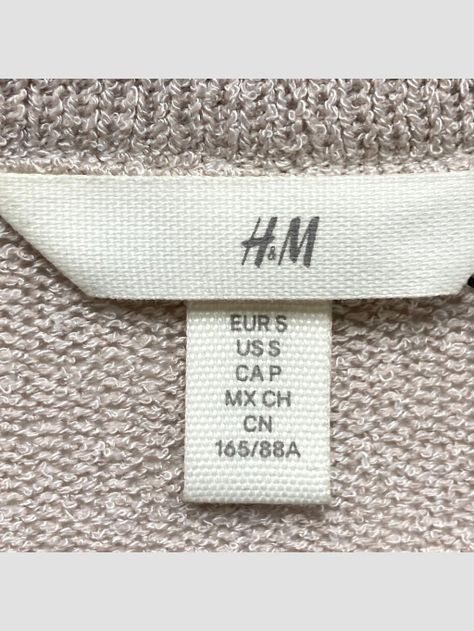 H&M
EUR S
US S
CA P
MX CH
CN
165/88A